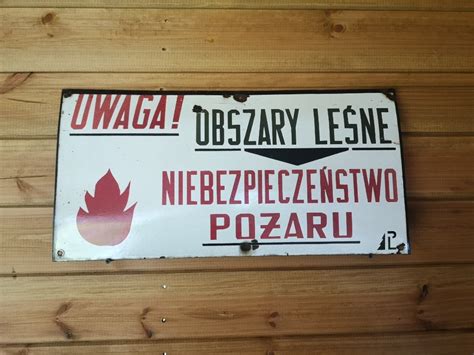 UWAGA! OBSZARY LEŚNE
NIEBEZPIECZEŃSTWO
POŻARU